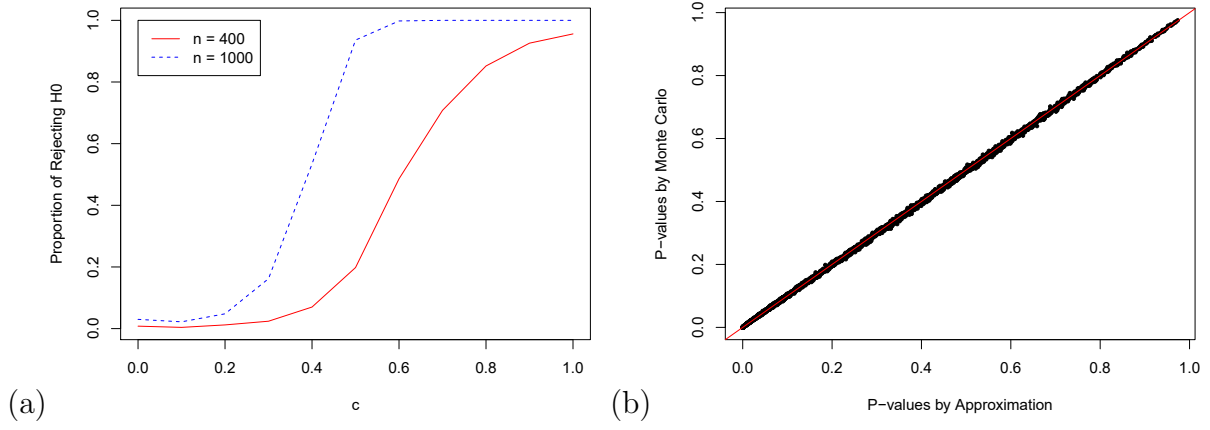 Proportion of Rejecting H0
1.0
0.8
0.6
0.4
0.2
0.0
n = 400
n = 1000
0.0 0.2 0.4 0.6 0.8 1.0
c
(a)
P−values by Monte Carlo
1.0
0.8
0.6
0.4
0.2
0.0
0.0 0.2 0.4 0.6 0.8 1.0
P−values by Approximation
(b)